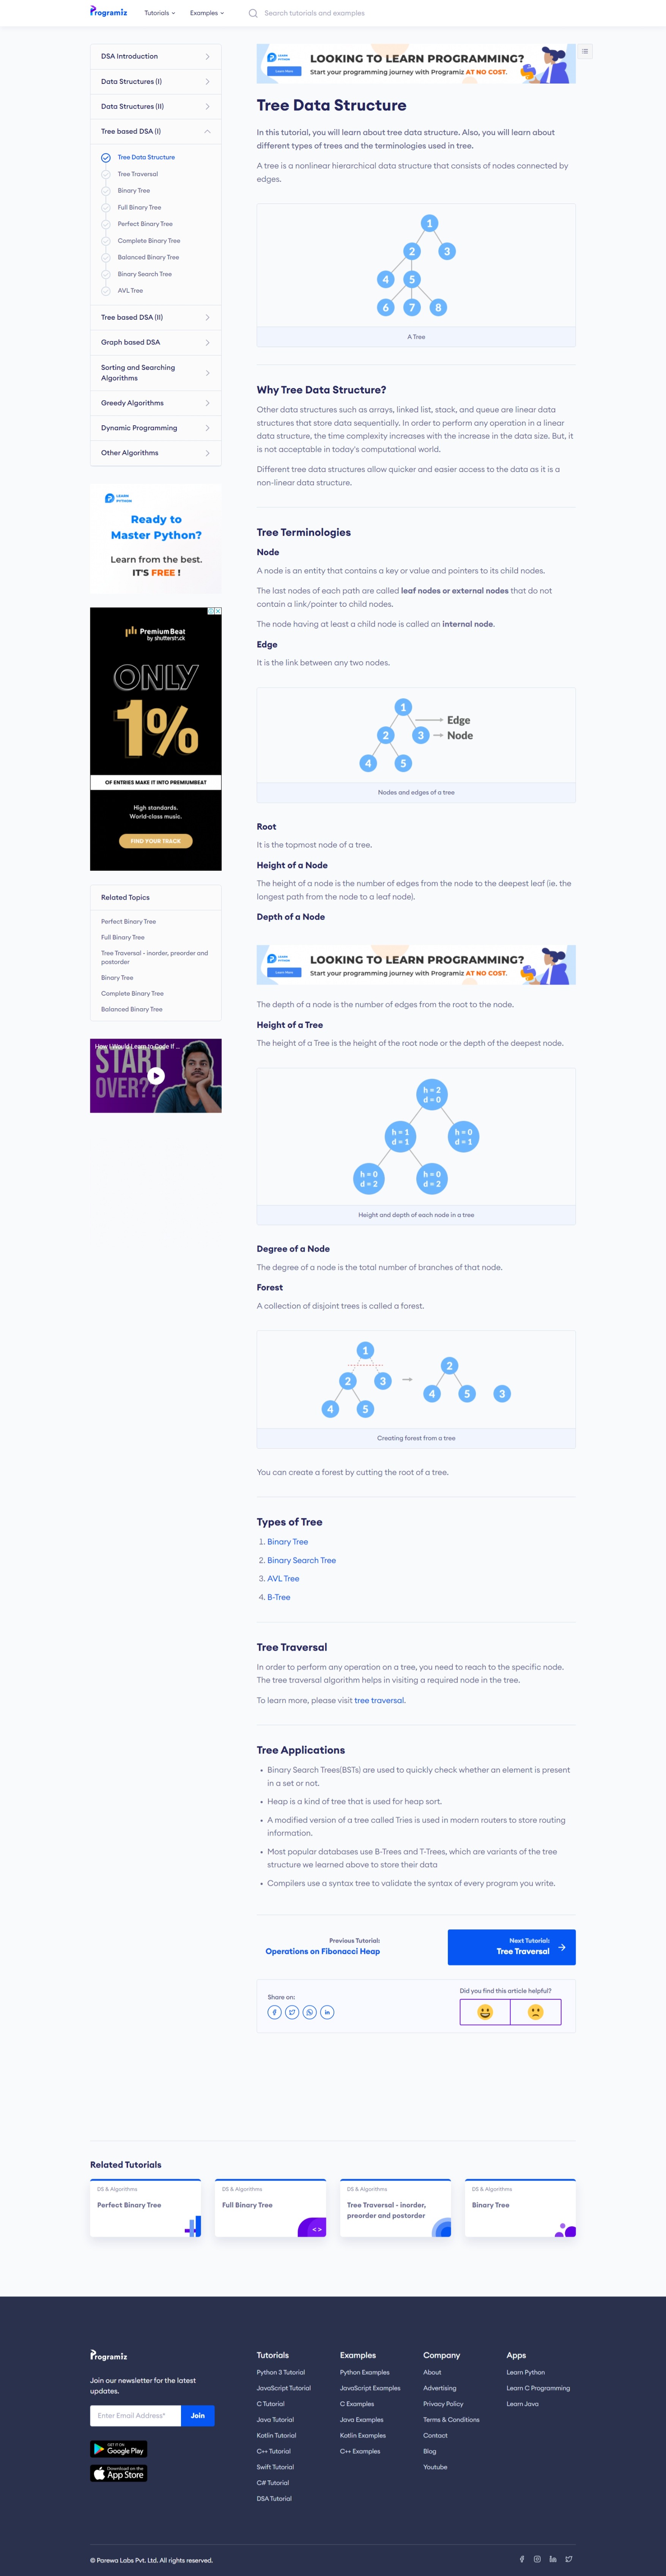 Programiz
Tutorials
Examples
Search tutorials and examples
DSA Introduction
Data Structures (I)
Data Structures (II)
Tree based DSA (I)
Tree Data Structure
Tree Traversal
Binary Tree
Full Binary Tree
Perfect Binary Tree
Complete Binary Tree
Balanced Binary Tree
Binary Search Tree
AVL Tree
Tree based DSA (II)
Graph based DSA
Sorting and Searching
Algorithms
Greedy Algorithms
Dynamic Programming
Other Algorithms
LEARN
PYTHON
Ready to
Master Python?
Learn from the best.
IT'S FREE !
PremiumBeat
by shutterstock
ONLY
1%
OF ENTRIES MAKE IT INTO PREMIUMBEAT
High standards.
World-class music.
FIND YOUR TRACK
Related Topics
Perfect Binary Tree
Full Binary Tree
Tree Traversal - inorder, preorder and
postorder
Binary Tree
Complete Binary Tree
Balanced Binary Tree
How I Would Learn to Code If ...
START
OVER??
LEARN
PYTHON
Learn More
LOOKING TO LEARN PROGRAMMING?
Start your programming journey with Programiz AT NO COST.
Tree Data Structure
In this tutorial, you will learn about tree data structure. Also, you will learn about
different types of trees and the terminologies used in tree.
A tree is a nonlinear hierarchical data structure that consists of nodes connected by
edges.
1
2 3
4 5
6 7 8
A Tree
Why Tree Data Structure?
Other data structures such as arrays, linked list, stack, and queue are linear data
structures that store data sequentially. In order to perform any operation in a linear
data structure, the time complexity increases with the increase in the data size. But, it
is not acceptable in today's computational world.
Different tree data structures allow quicker and easier access to the data as it is a
non-linear data structure.
Tree Terminologies
Node
A node is an entity that contains a key or value and pointers to its child nodes.
The last nodes of each path are called leaf nodes or external nodes that do not
contain a link/pointer to child nodes.
The node having at least a child node is called an internal node.
Edge
It is the link between any two nodes.
1
Edge
2 3 Node
4 5
Nodes and edges of a tree
Root
It is the topmost node of a tree.
Height of a Node
The height of a node is the number of edges from the node to the deepest leaf (ie. the
longest path from the node to a leaf node).
Depth of a Node
LEARN
PYTHON
Learn More
LOOKING TO LEARN PROGRAMMING?
Start your programming journey with Programiz AT NO COST.
The depth of a node is the number of edges from the root to the node.
Height of a Tree
The height of a Tree is the height of the root node or the depth of the deepest node.
h = 2
d = 0
h = 1 h = 0
d = 1 d = 1
h = 0 h = 0
d = 2 d = 2
Height and depth of each node in a tree
Degree of a Node
The degree of a node is the total number of branches of that node.
Forest
A collection of disjoint trees is called a forest.
1
2 3
4 5
2
4 5 3
Creating forest from a tree
You can create a forest by cutting the root of a tree.
Types of Tree
1. Binary Tree
2. Binary Search Tree
3. AVL Tree
4. B-Tree
Tree Traversal
In order to perform any operation on a tree, you need to reach to the specific node.
The tree traversal algorithm helps in visiting a required node in the tree.
To learn more, please visit tree traversal.
Tree Applications
• Binary Search Trees(BSTs) are used to quickly check whether an element is present
in a set or not.
• Heap is a kind of tree that is used for heap sort.
• A modified version of a tree called Tries is used in modern routers to store routing
information.
• Most popular databases use B-Trees and T-Trees, which are variants of the tree
structure we learned above to store their data
• Compilers use a syntax tree to validate the syntax of every program you write.
Previous Tutorial:
Operations on Fibonacci Heap
Next Tutorial:
Tree Traversal
Share on:
Did you find this article helpful?
Related Tutorials
DS & Algorithms
Perfect Binary Tree
DS & Algorithms
Full Binary Tree
DS & Algorithms
Tree Traversal - inorder,
preorder and postorder
DS & Algorithms
Binary Tree
Programiz
Join our newsletter for the latest
updates.
Enter Email Address*
Join
GET IT ON
Google Play
Download on the
App Store
Tutorials
Python 3 Tutorial
JavaScript Tutorial
C Tutorial
Java Tutorial
Kotlin Tutorial
C++ Tutorial
Swift Tutorial
C# Tutorial
DSA Tutorial
Examples
Python Examples
JavaScript Examples
C Examples
Java Examples
Kotlin Examples
C++ Examples
Company
About
Advertising
Privacy Policy
Terms & Conditions
Contact
Blog
Youtube
Apps
Learn Python
Learn C Programming
Learn Java
© Parewa Labs Pvt. Ltd. All rights reserved.